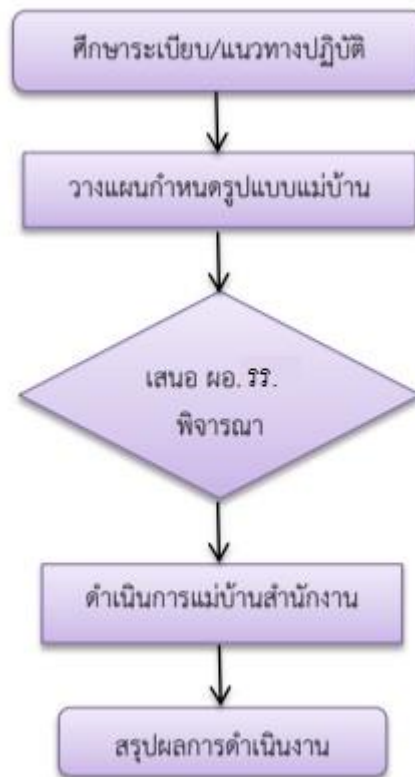 ศึกษาระเบียบ/แนวทางปฏิบัติ
วางแผนกำหนดรูปแบบแม่บ้าน
เสนอ ผอ. รร.
พิจารณา
ดำเนินการแม่บ้านสำนักงาน
สรุปผลการดำเนินงาน